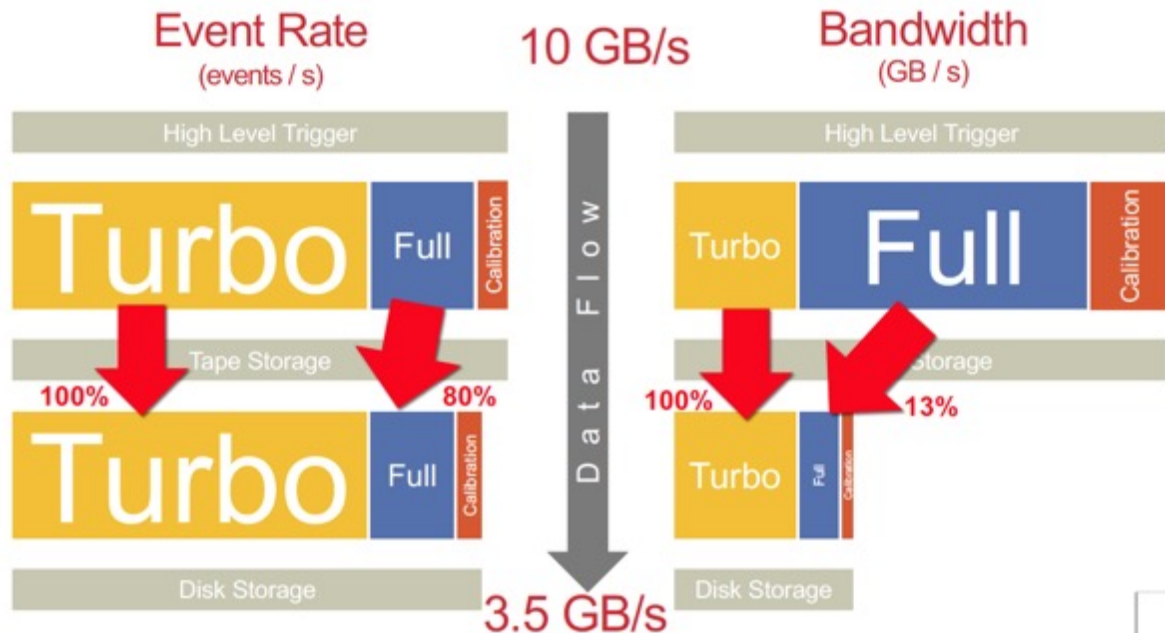 Event Rate
(events / s)
10 GB/s
Bandwidth
(GB / s)
High Level Trigger
High Level Trigger
Turbo
Full
Calibration
Turbo
Full
Calibration
Data Flow
Tape Storage
Storage
100%
80%
100%
13%
Turbo
Full
Calibration
Turbo
Full
Calibration
Disk Storage
Disk Storage
3.5 GB/s